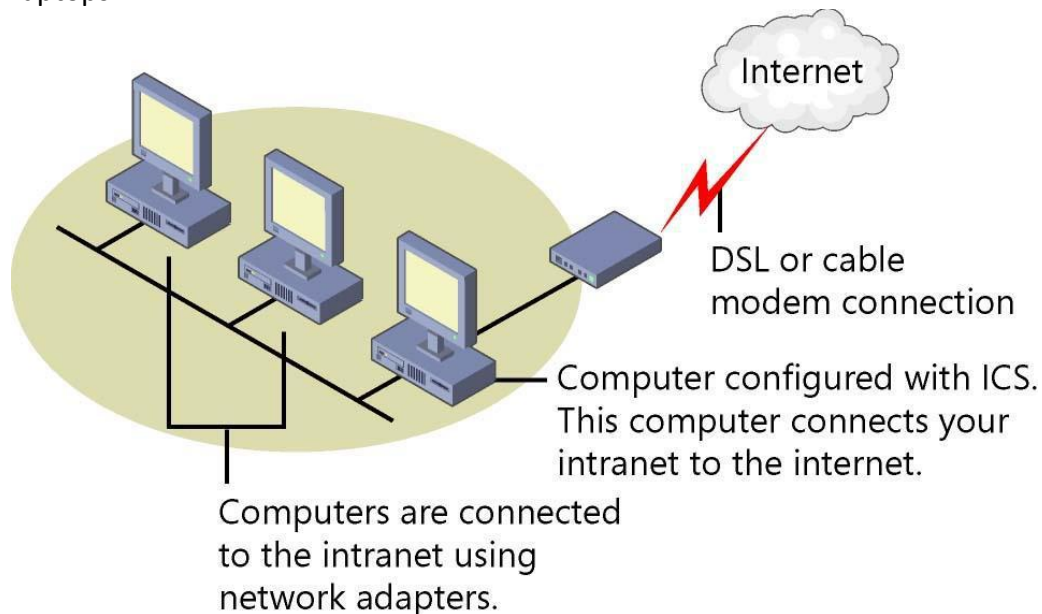 Internet
DSL or cable
modem connection
Computer configured with ICS.
This computer connects your
intranet to the internet.
Computers are connected
to the intranet using
network adapters.